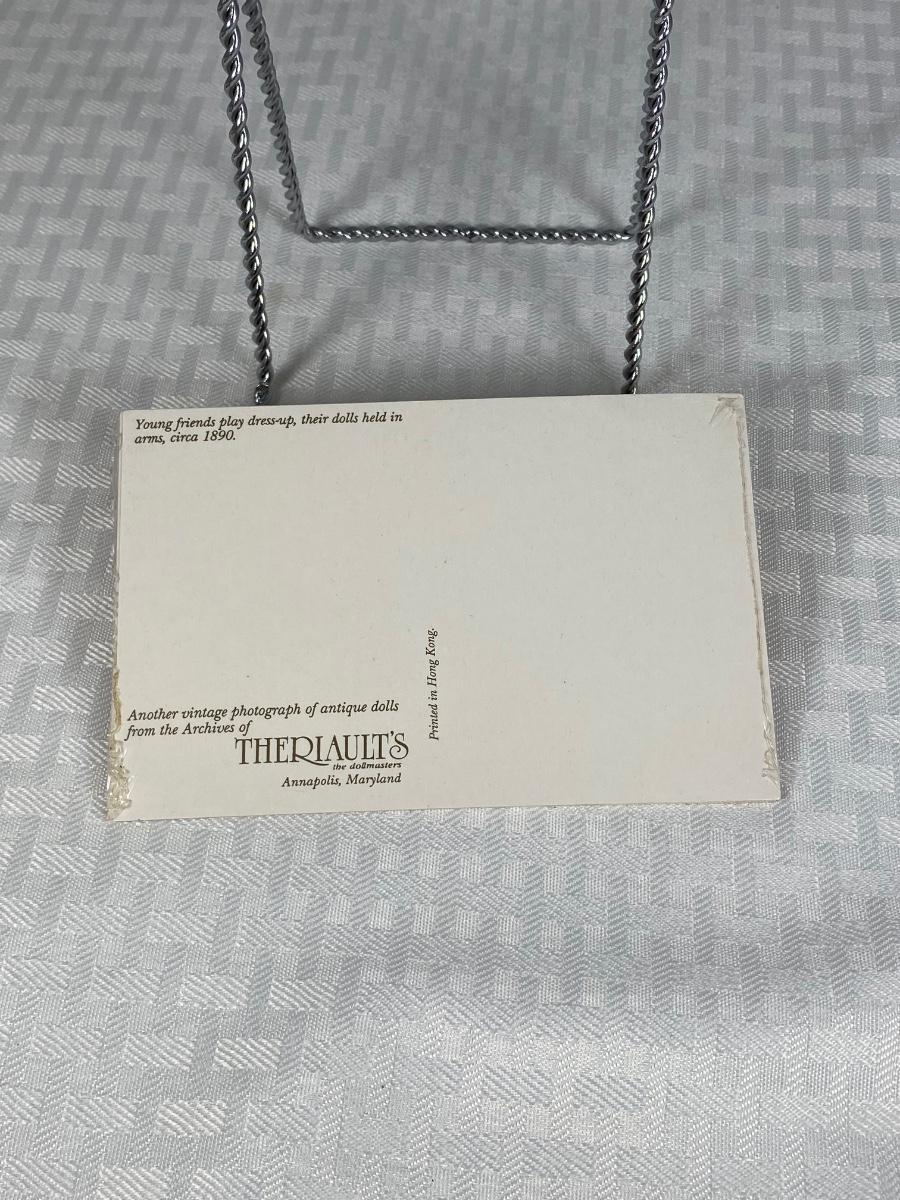 Young friends play dress-up, their dolls held in
arms, circa 1890.
Another vintage photograph of antique dolls
from the Archives of
THERIAULT'S
the dollmasters
Annapolis, Maryland
Printed in Hong Kong.